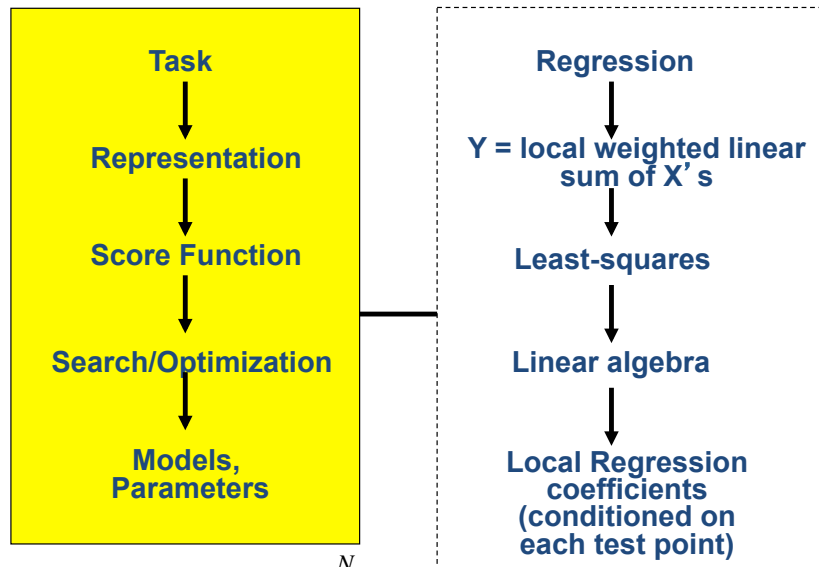 Task
Representation
Score Function
Search/Optimization
Models,
Parameters
Regression
Y = local weighted linear
sum of X's
Least-squares
Linear algebra
Local Regression
coefficients
(conditioned on
each test point)
N